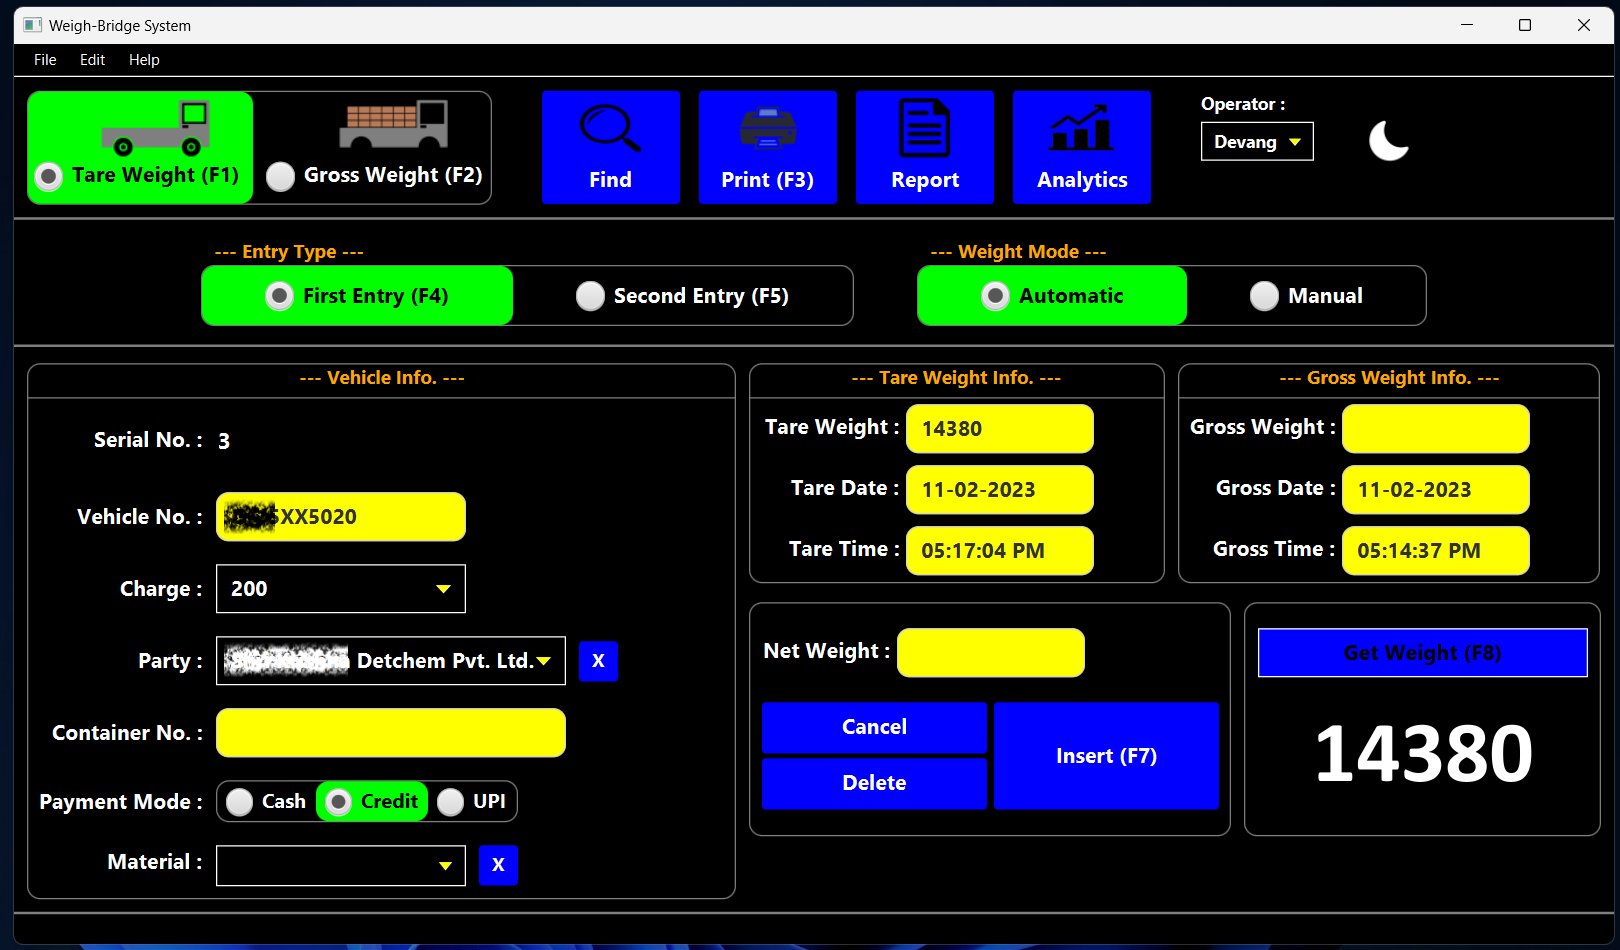 Weigh-Bridge System
File Edit Help
Tare Weight (F1)
Gross Weight (F2)
Find
Print (F3)
Report
Analytics
Operator :
Devang
--- Entry Type ---
First Entry (F4)
Second Entry (F5)
--- Weight Mode ---
Automatic
Manual
--- Vehicle Info. ---
Serial No. : 3
Vehicle No. : XX5020
Charge : 200
Party : Detchem Pvt. Ltd. X
Container No. :
Payment Mode : Cash Credit UPI
Material : X
--- Tare Weight Info. ---
Tare Weight : 14380
Tare Date : 11-02-2023
Tare Time : 05:17:04 PM
--- Gross Weight Info. ---
Gross Weight :
Gross Date : 11-02-2023
Gross Time : 05:14:37 PM
Net Weight :
Cancel
Delete
Insert (F7)
Get Weight (F8)
14380